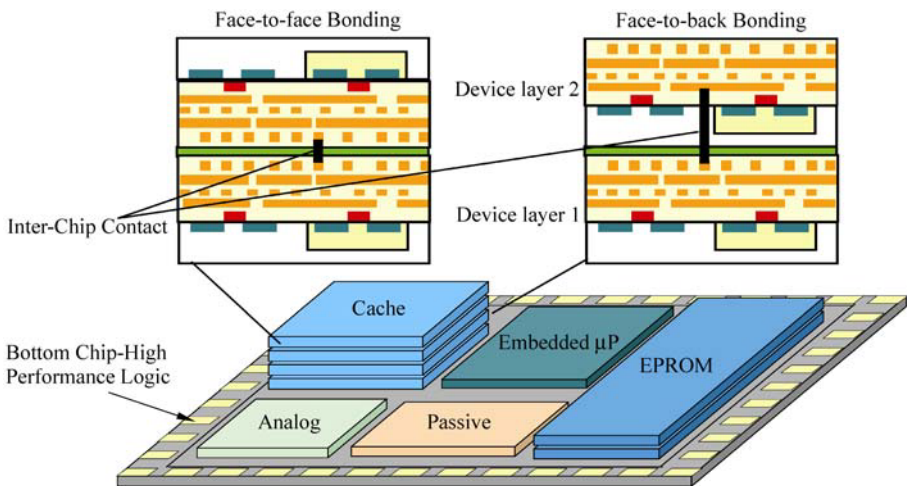 Face-to-face Bonding
Face-to-back Bonding
Device layer 2
Inter-Chip Contact
Device layer 1
Cache
Embedded μP
EPROM
Bottom Chip-High
Performance Logic
Analog
Passive